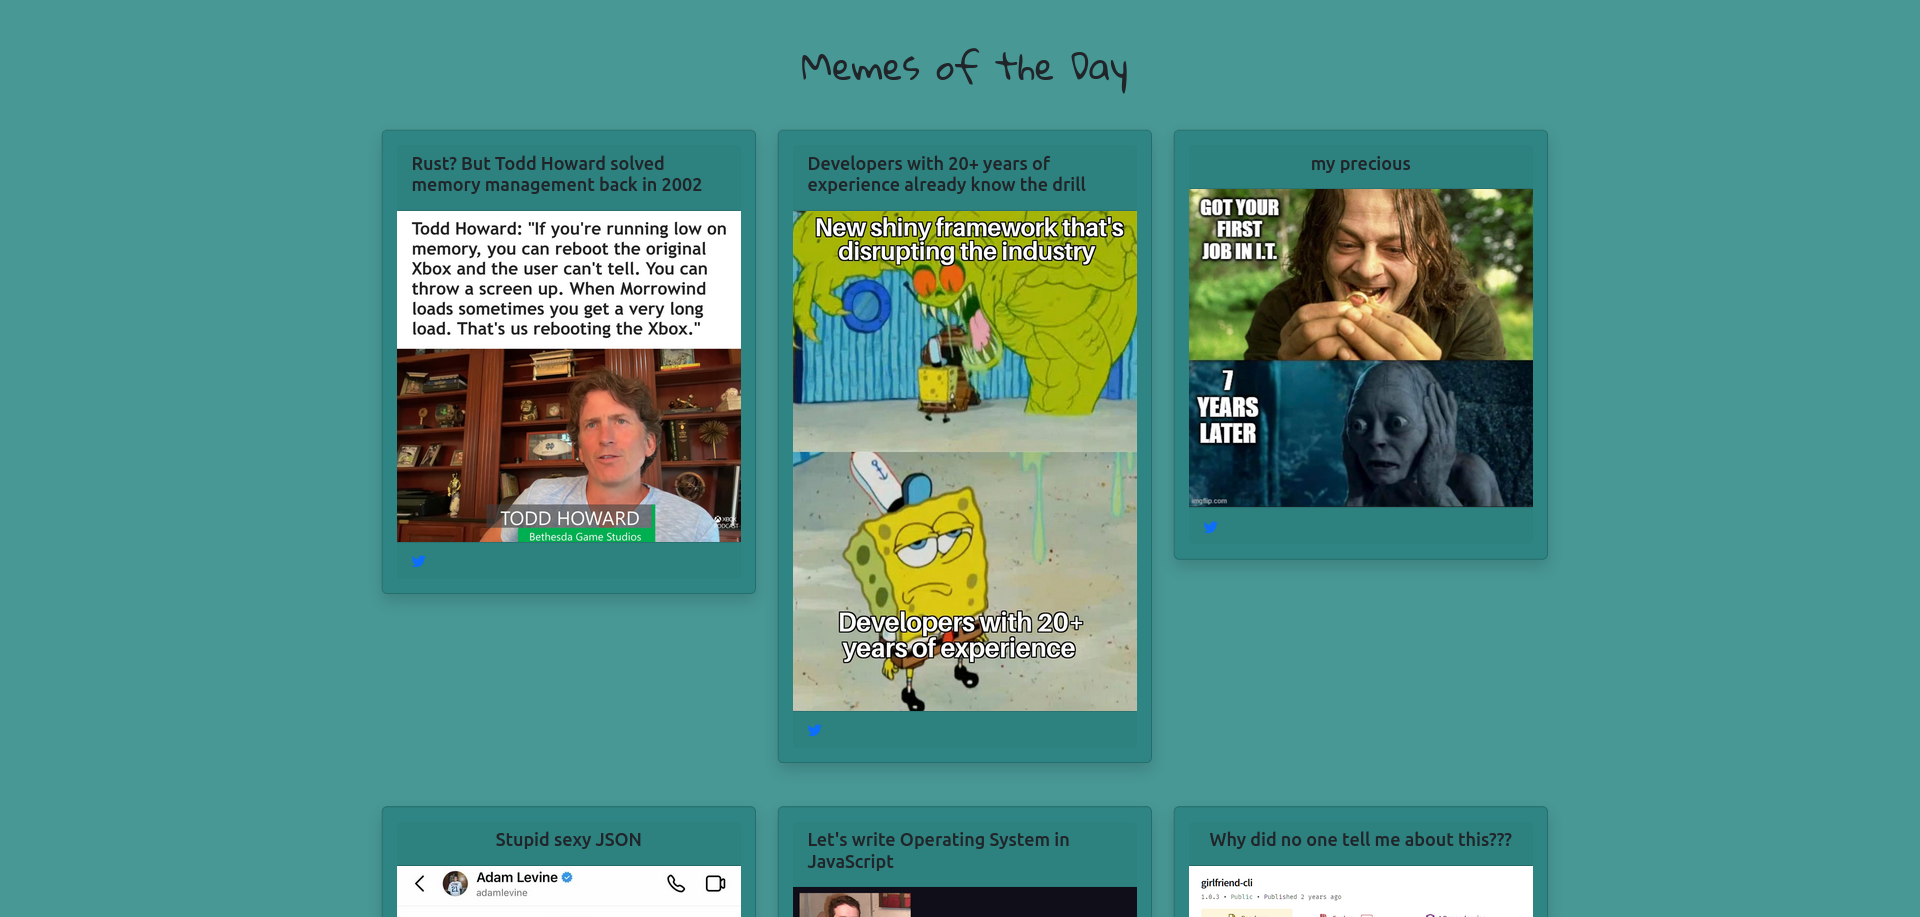 Memes of the Day
Rust? But Todd Howard solved
memory management back in 2002
Todd Howard: "If you're running low on
memory, you can reboot the original
Xbox and the user can't tell. You can
throw a screen up. When Morrowind
loads sometimes you get a very long
load. That's us rebooting the Xbox."
XBOX
PODCAST
TODD HOWARD
Bethesda Game Studios
Developers with 20+ years of
experience already know the drill
New shiny framework that's
disrupting the industry
Developers with 20+
years of experience
my precious
GOT YOUR
FIRST
JOB IN I.T.
7
YEARS
LATER
imgflip.com
Stupid sexy JSON
Adam Levine
adamlevine
Let's write Operating System in
JavaScript
Why did no one tell me about this???
girlfriend-cli
1.0.3 • Public • Published 2 years ago